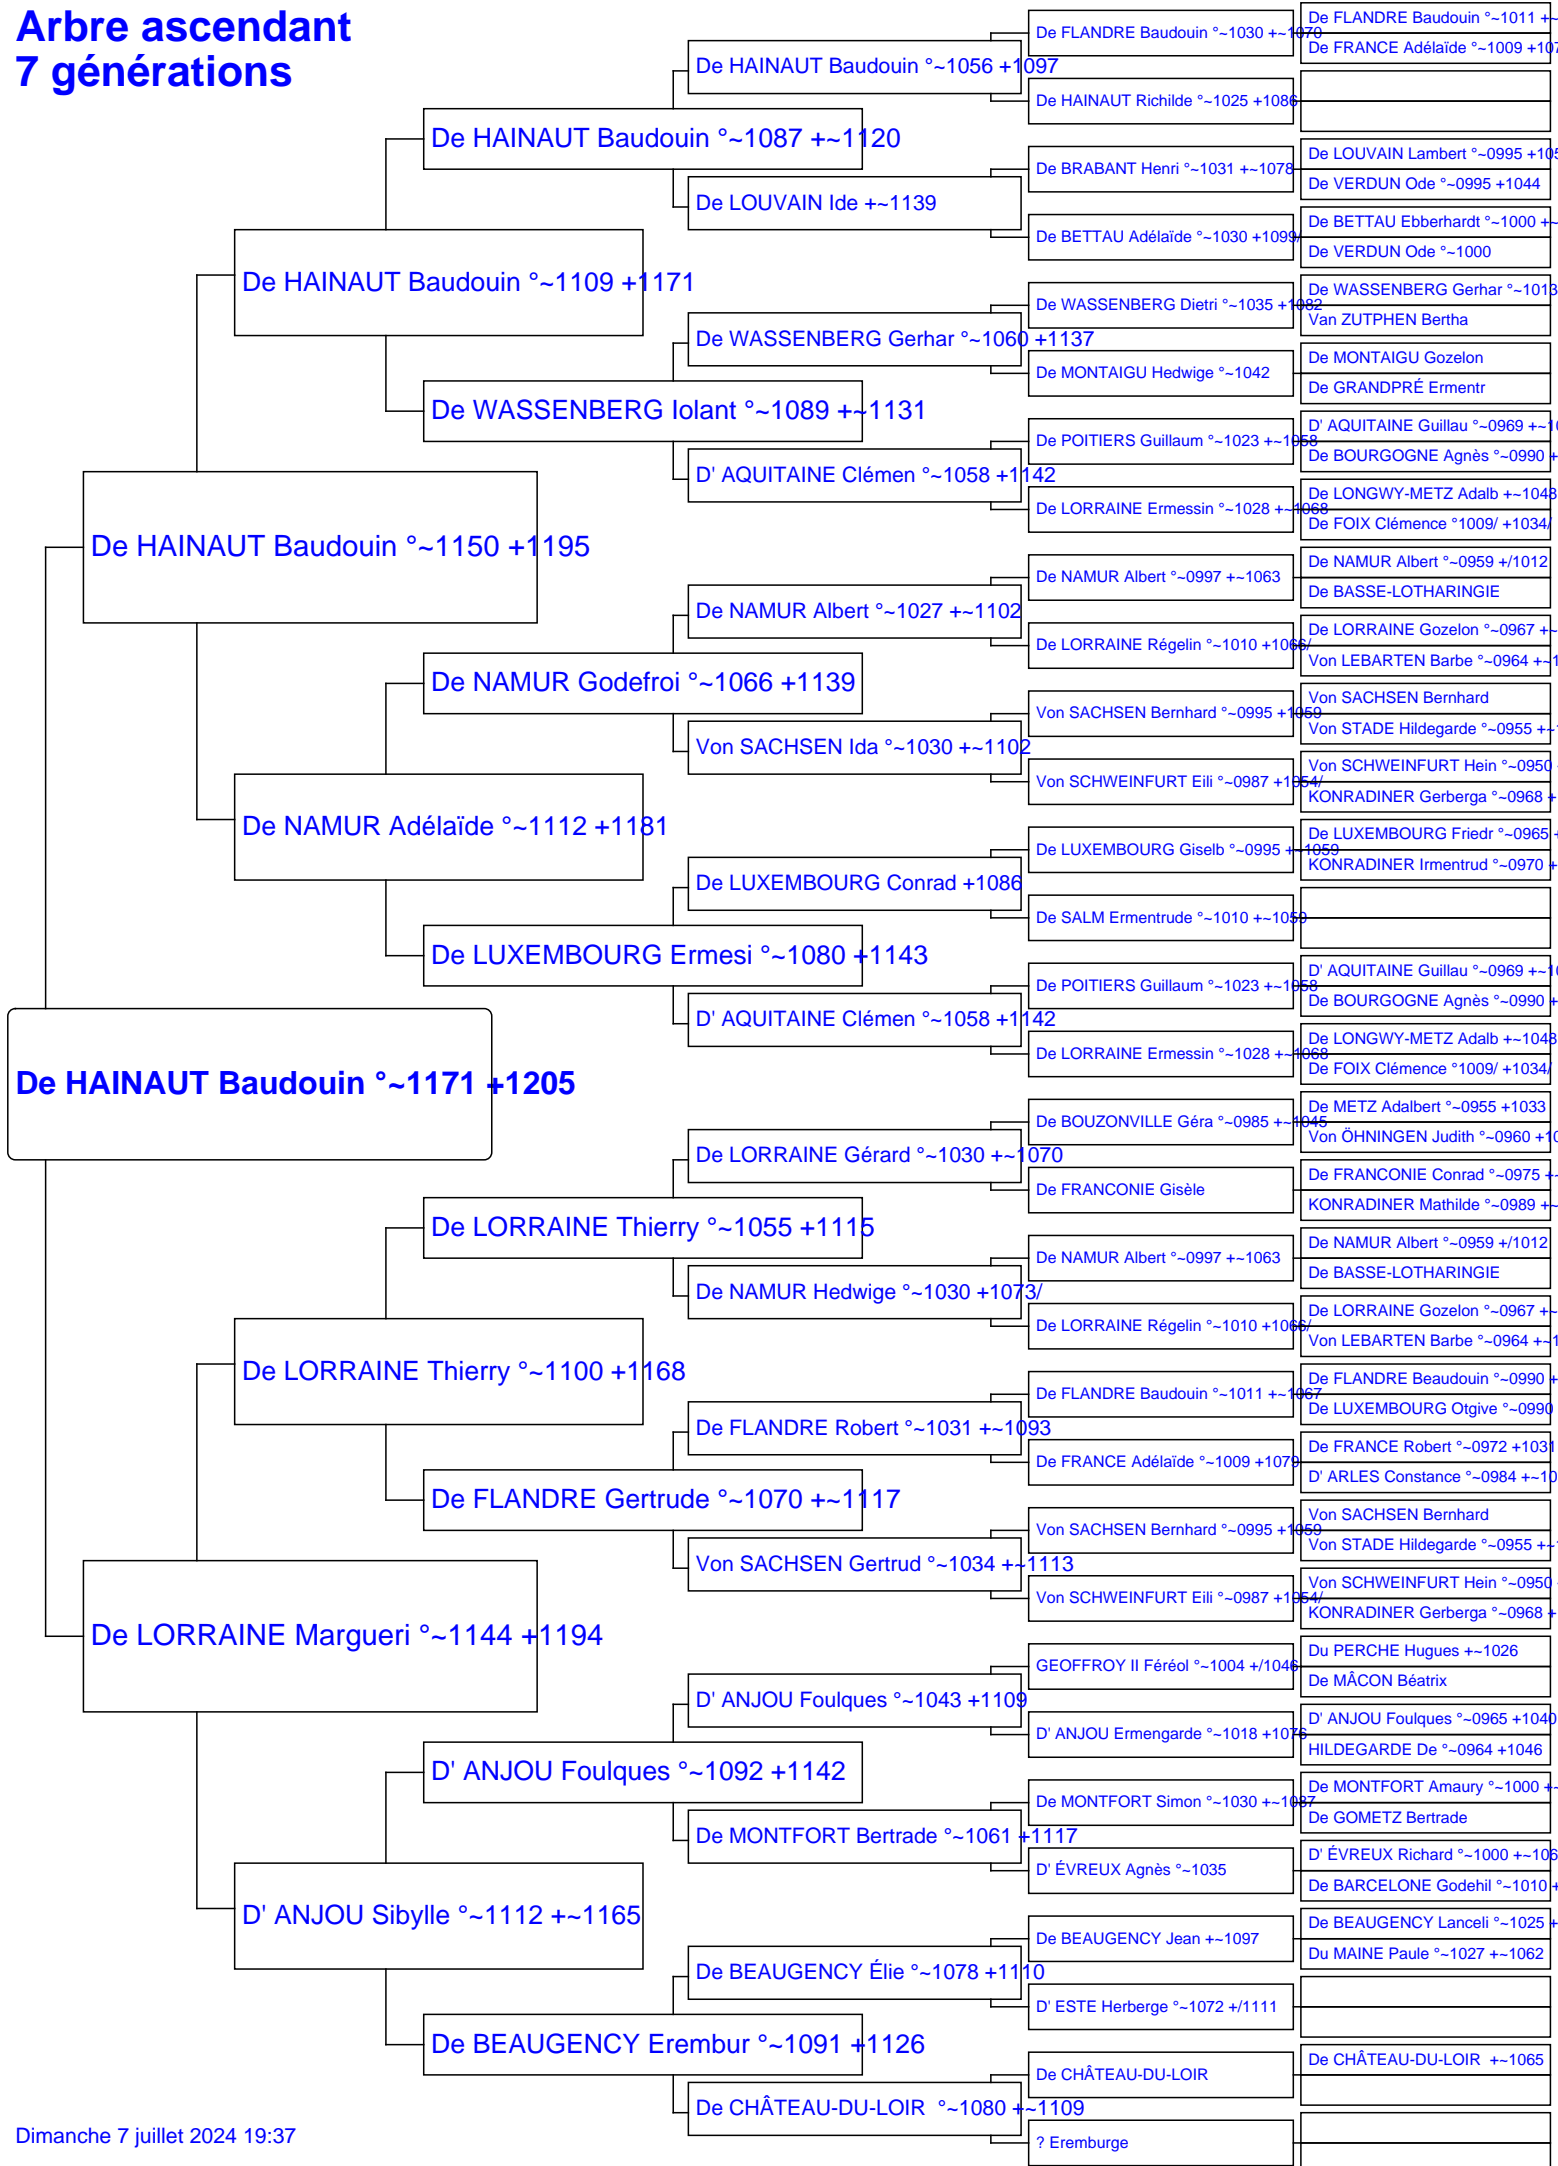 Arbre ascendant
7 générations
De HAINAUT Baudouin °~1171 +1205
De HAINAUT Baudouin °~1150 +1195
De LORRAINE Margueri °~1144 +1194
De HAINAUT Baudouin °~1109 +1171
De NAMUR Adélaïde °~1112 +1181
De LORRAINE Thierry °~1100 +1168
D' ANJOU Sibylle °~1112 +~1165
De HAINAUT Baudouin °~1087 +~1120
De WASSENBERG Iolant °~1089 +~1131
De NAMUR Godefroi °~1066 +1139
De LUXEMBOURG Ermesi °~1080 +1143
De LORRAINE Thierry °~1055 +1115
De FLANDRE Gertrude °~1070 +~1117
D' ANJOU Foulques °~1092 +1142
De BEAUGENCY Erembur °~1091 +1126
De HAINAUT Baudouin °~1056 +1097
De LOUVAIN Ide +~1139
De WASSENBERG Gerhar °~1060 +1137
D' AQUITAINE Clémen °~1058 +1142
De NAMUR Albert °~1027 +~1102
Von SACHSEN Ida °~1030 +~1102
De LUXEMBOURG Conrad +1086
D' AQUITAINE Clémen °~1058 +1142
De LORRAINE Gérard °~1030 +~1070
De NAMUR Hedwige °~1030 +1073/
De FLANDRE Robert °~1031 +~1093
Von SACHSEN Gertrud °~1034 +~1113
D' ANJOU Foulques °~1043 +1109
De MONTFORT Bertrade °~1061 +1117
De BEAUGENCY Élie °~1078 +1110
De CHÂTEAU-DU-LOIR °~1080 +~1109
De FLANDRE Baudouin °~1030 +~1070
De HAINAUT Richilde °~1025 +1086
De BRABANT Henri °~1031 +~1078
De BETTAU Adélaïde °~1030 +1099/
De WASSENBERG Dietri °~1035 +1082
De MONTAIGU Hedwige °~1042
De POITIERS Guillaum °~1023 +~1058
De LORRAINE Ermessin °~1028 +~1068
De NAMUR Albert °~0997 +~1063
De LORRAINE Régelin °~1010 +1066/
Von SACHSEN Bernhard °~0995 +1059
Von SCHWEINFURT Eili °~0987 +1054/
De LUXEMBOURG Giselb °~0995 +~1059
De SALM Ermentrude °~1010 +~1059
De POITIERS Guillaum °~1023 +~1058
De LORRAINE Ermessin °~1028 +~1068
De BOUZONVILLE Géra °~0985 +~1045
De FRANCONIE Gisèle
De NAMUR Albert °~0997 +~1063
De LORRAINE Régelin °~1010 +1066/
De FLANDRE Baudouin °~1011 +~1067
De FRANCE Adélaïde °~1009 +1079
Von SACHSEN Bernhard °~0995 +1059
Von SCHWEINFURT Eili °~0987 +1054/
GEOFFROY II Féréol °~1004 +/1046
D' ANJOU Ermengarde °~1018 +1076
De MONTFORT Simon °~1030 +~1087
D' ÉVREUX Agnès °~1035
De BEAUGENCY Jean +~1097
D' ESTE Herberge °~1072 +/1111
De CHÂTEAU-DU-LOIR
? Eremburge
De FLANDRE Baudouin °~1011 +~
De FRANCE Adélaïde °~1009 +107
De LOUVAIN Lambert °~0995 +105
De VERDUN Ode °~0995 +1044
De BETTAU Ebberhardt °~1000 +~
De VERDUN Ode °~1000
De WASSENBERG Gerhar °~1013
Van ZUTPHEN Bertha
De MONTAIGU Gozelon
De GRANDPRÉ Ermentr
D' AQUITAINE Guillau °~0969 +~10
De BOURGOGNE Agnès °~0990 +
De LONGWY-METZ Adalb +~1048
De FOIX Clémence °1009/ +1034/
De NAMUR Albert °~0959 +/1012
De BASSE-LOTHARINGIE
De LORRAINE Gozelon °~0967 +~
Von LEBARTEN Barbe °~0964 +~1
Von SACHSEN Bernhard
Von STADE Hildegarde °~0955 +~
Von SCHWEINFURT Hein °~0950
KONRADINER Gerberga °~0968 +
De LUXEMBOURG Friedr °~0965 +
KONRADINER Irmentrud °~0970 +
D' AQUITAINE Guillau °~0969 +~10
De BOURGOGNE Agnès °~0990 +
De LONGWY-METZ Adalb +~1048
De FOIX Clémence °1009/ +1034/
De METZ Adalbert °~0955 +1033
Von ÖHNINGEN Judith °~0960 +10
De FRANCONIE Conrad °~0975 +~
KONRADINER Mathilde °~0989 +~
De NAMUR Albert °~0959 +/1012
De BASSE-LOTHARINGIE
De LORRAINE Gozelon °~0967 +~
Von LEBARTEN Barbe °~0964 +~1
De FLANDRE Beaudouin °~0990 +
De LUXEMBOURG Otgive °~0990
De FRANCE Robert °~0972 +1031
D' ARLES Constance °~0984 +~10
Von SACHSEN Bernhard
Von STADE Hildegarde °~0955 +~
Von SCHWEINFURT Hein °~0950
KONRADINER Gerberga °~0968 +
Du PERCHE Hugues +~1026
De MÂCON Béatrix
D' ANJOU Foulques °~0965 +1040
HILDEGARDE De °~0964 +1046
De MONTFORT Amaury °~1000 +~
De GOMETZ Bertrade
D' ÉVREUX Richard °~1000 +~106
De BARCELONE Godehil °~1010 +
De BEAUGENCY Lanceli °~1025 +
Du MAINE Paule °~1027 +~1062
De CHÂTEAU-DU-LOIR +~1065
Dimanche 7 juillet 2024 19:37